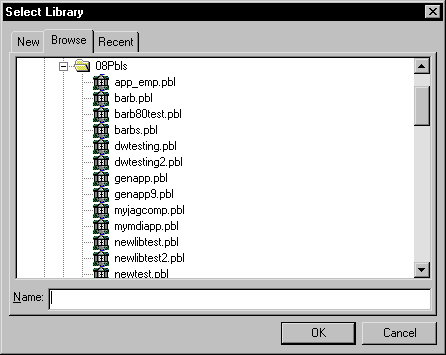 Select Library
New Browse Recent
08Pbls
app_emp.pbl
barb.pbl
barb80test.pbl
barbs.pbl
dwtesting.pbl
dwtesting2.pbl
genapp.pbl
genapp9.pbl
myjagcomp.pbl
mymdiapp.pbl
newlibtest.pbl
newlibtest2.pbl
newtest.pbl
Name:
OK Cancel